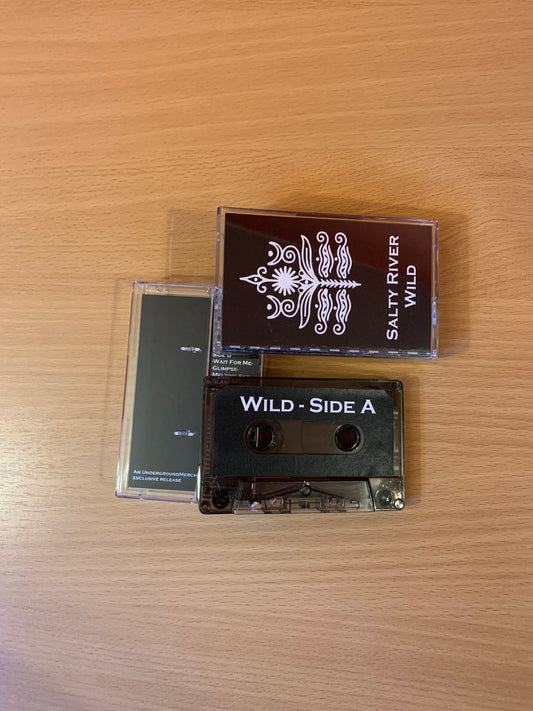 SALTY RIVER
WILD
SIDE B
-WAIT FOR ME-
-GLIMPSE-
WILD - SIDE A
AN UNDERGROUNDMERCH
EXCLUSIVE RELEASE